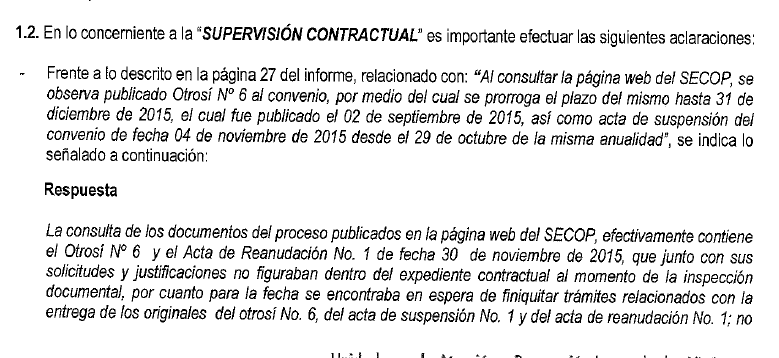 1.2. En lo concerniente a la "SUPERVISIÓN CONTRACTUAL" es importante efectuar las siguientes aclaraciones:
- Frente a lo descrito en la página 27 del informe, relacionado con: "Al consultar la página web del SECOP, se
observa publicado Otrosí Nº 6 al convenio, por medio del cual se prorroga el plazo del mismo hasta 31 de
diciembre de 2015, el cual fue publicado el 02 de septiembre de 2015, así como acta de suspensión del
convenio de fecha 04 de noviembre de 2015 desde el 29 de octubre de la misma anualidad", se indica lo
señalado a continuación:
Respuesta
La consulta de los documentos del proceso publicados en la página web del SECOP, efectivamente contiene
el Otrosí Nº 6 y el Acta de Reanudación No. 1 de fecha 30 de noviembre de 2015, que junto con sus
solicitudes y justificaciones no figuraban dentro del expediente contractual al momento de la inspección
documental, por cuanto para la fecha se encontraba en espera de finiquitar trámites relacionados con la
entrega de los originales del otrosí No. 6, del acta de suspensión No. 1 y del acta de reanudación No. 1; no